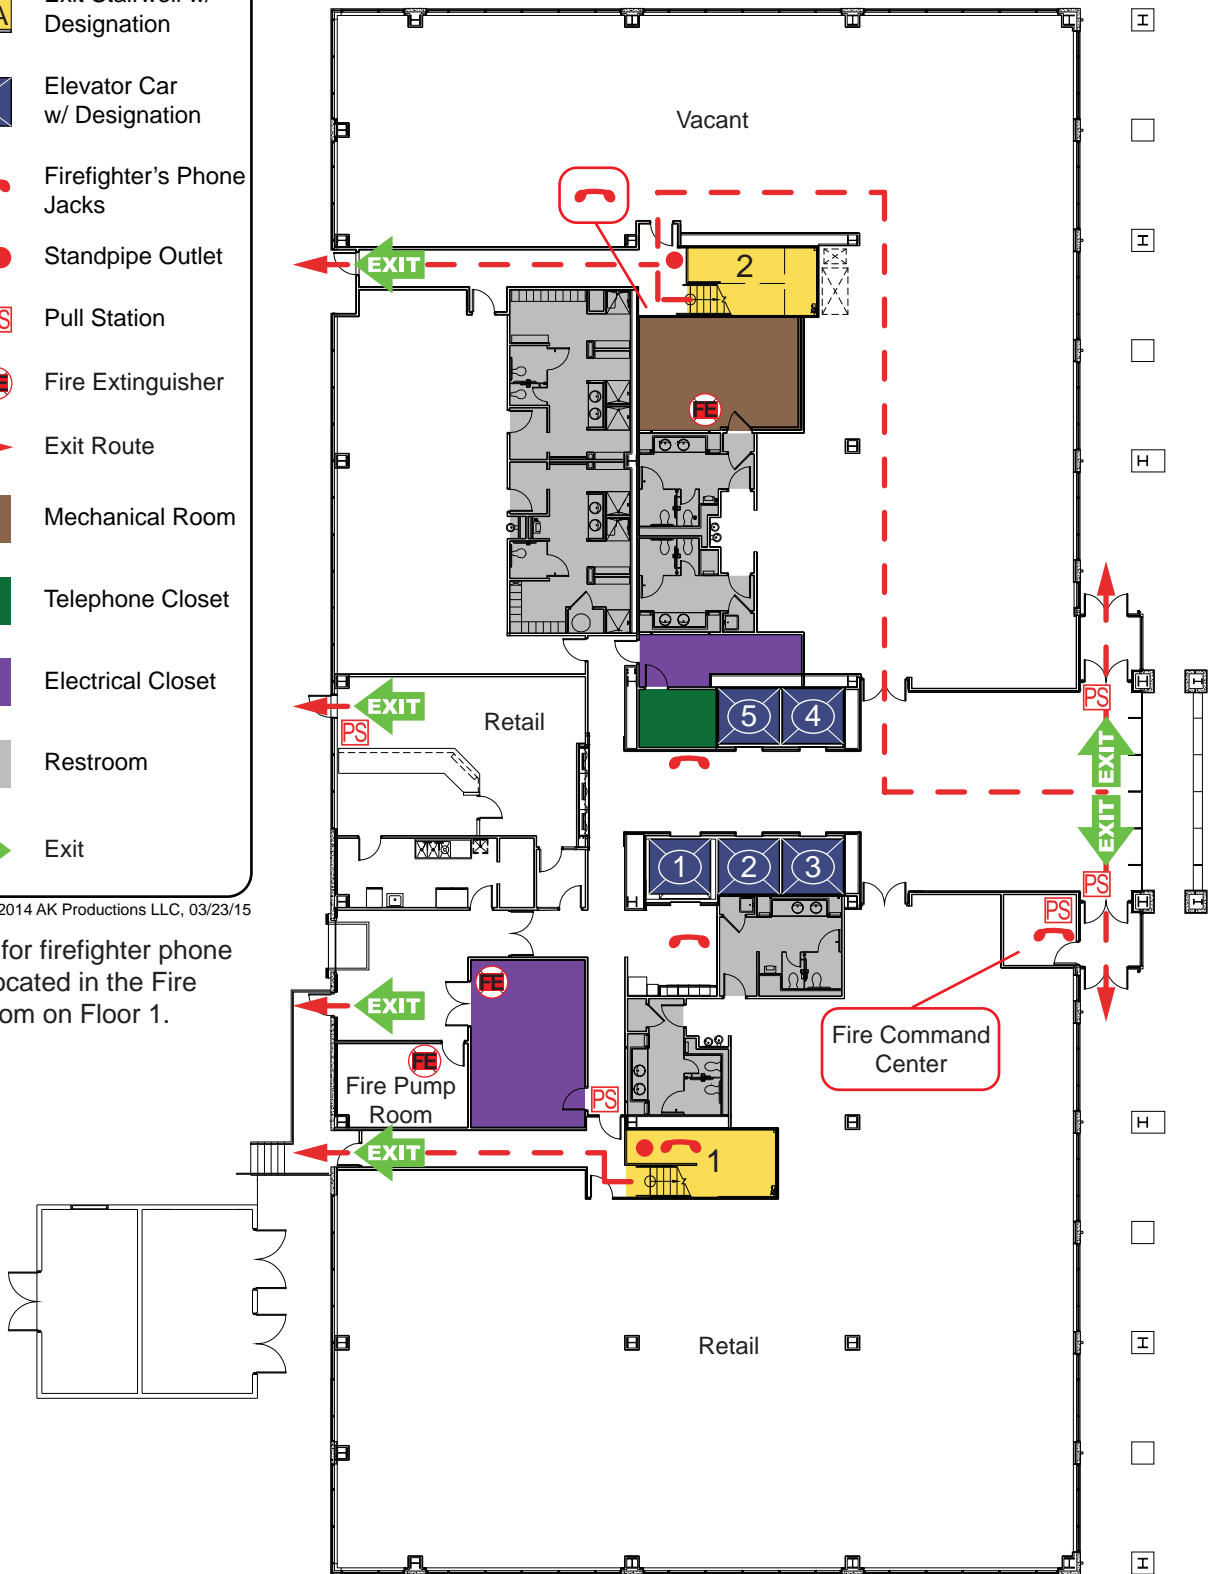 Designation
Elevator Car
w/ Designation
Firefighter's Phone
Jacks
Standpipe Outlet
PS
Pull Station
FE
Fire Extinguisher
Exit Route
Mechanical Room
Telephone Closet
Electrical Closet
Restroom
Exit
2014 AK Productions LLC, 03/23/15
for firefighter phone
located in the Fire
on Floor 1.
Vacant
EXIT
2
FE
EXIT
PS
Retail
5
4
PS
EXIT
EXIT
PS
1
2
3
PS
FE
EXIT
FE
Fire Pump
Room
PS
Fire Command
Center
EXIT
1
Retail